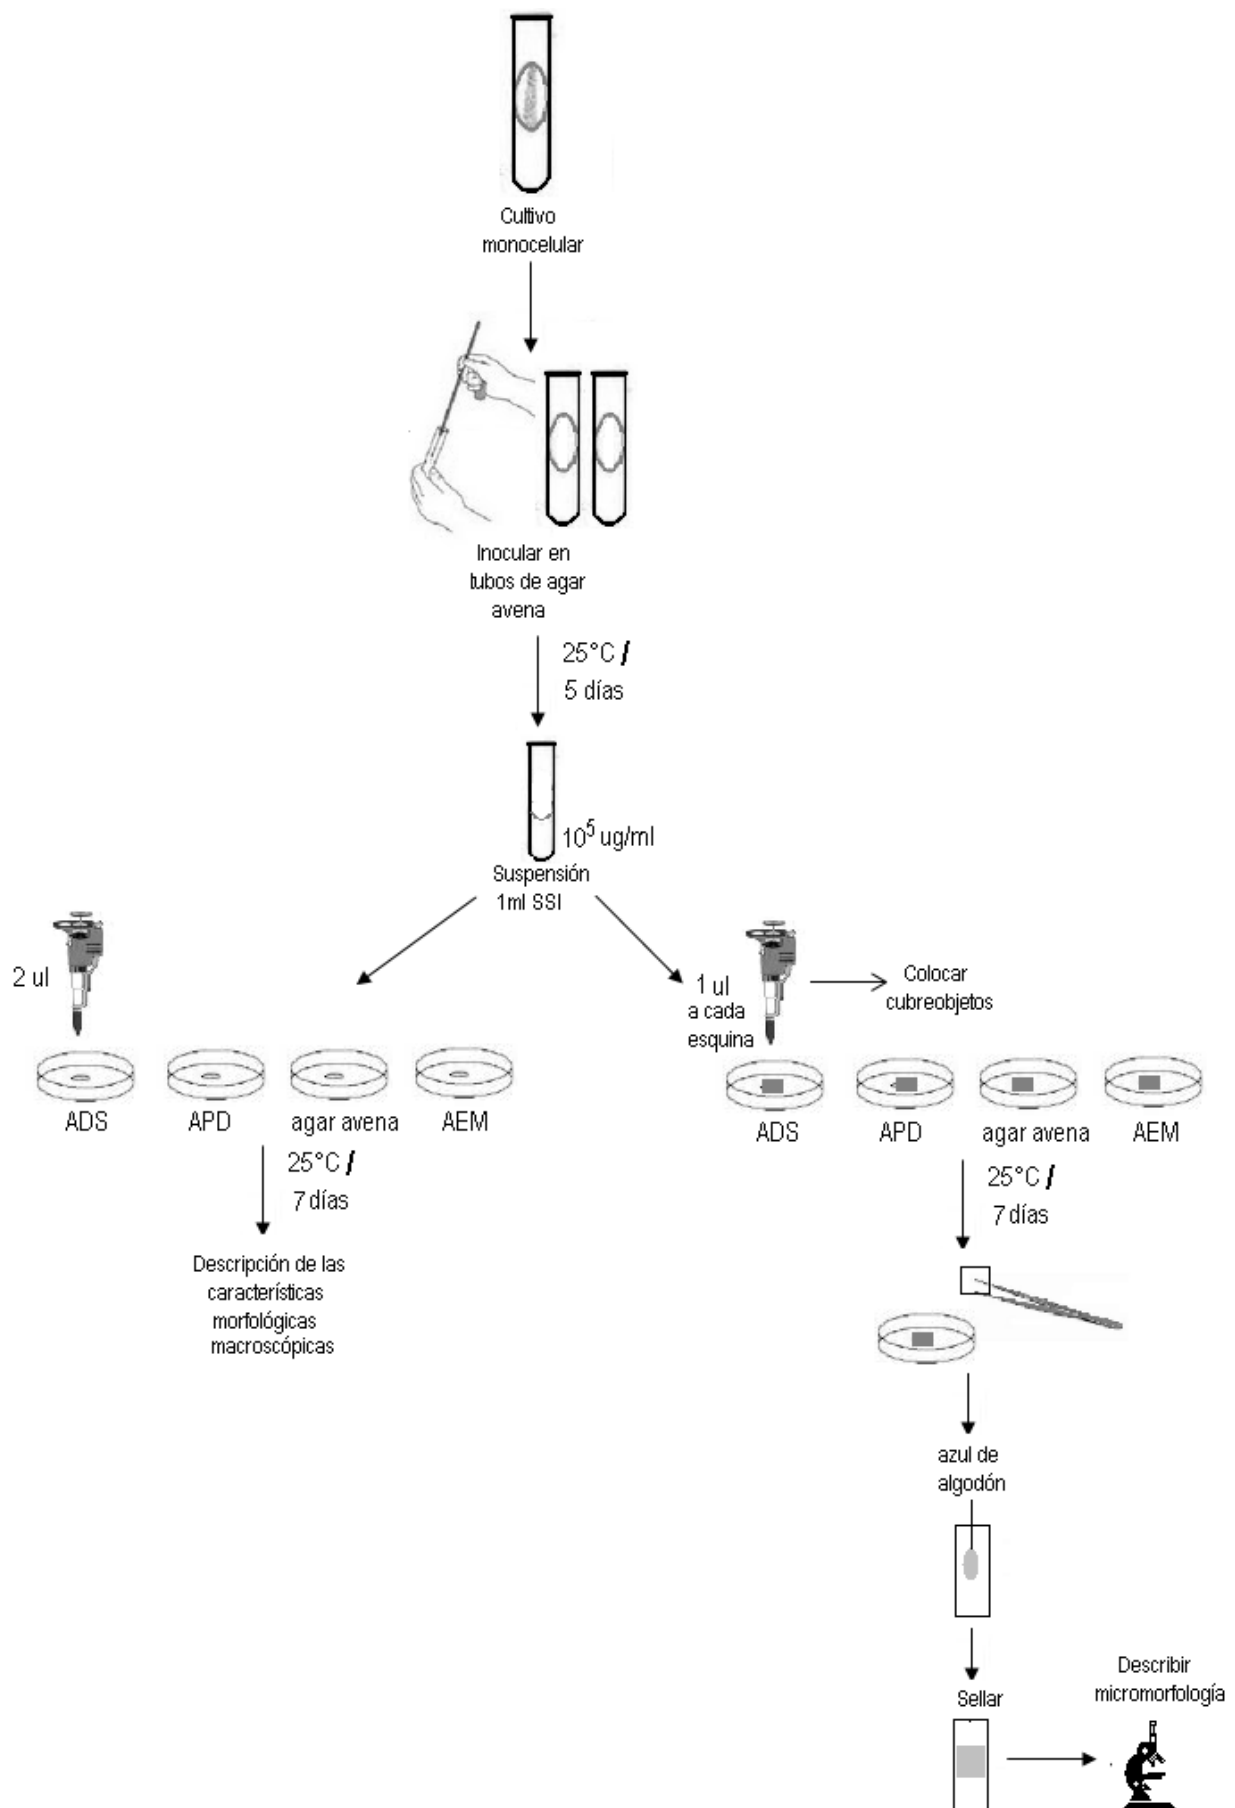 Cultivo
monocelular
Inocular en
tubos de agar
avena
25°C /
5 días
10⁵ ug/ml
Suspensión
1ml SSI
2 ul
ADS
APD
agar avena
AEM
25°C /
7 días
Descripción de las
características
morfológicas
macroscópicas
1 ul
a cada
esquina
Colocar
cubreobjetos
ADS
APD
agar avena
AEM
25°C /
7 días
azul de
algodón
Sellar
Describir
micromorfología